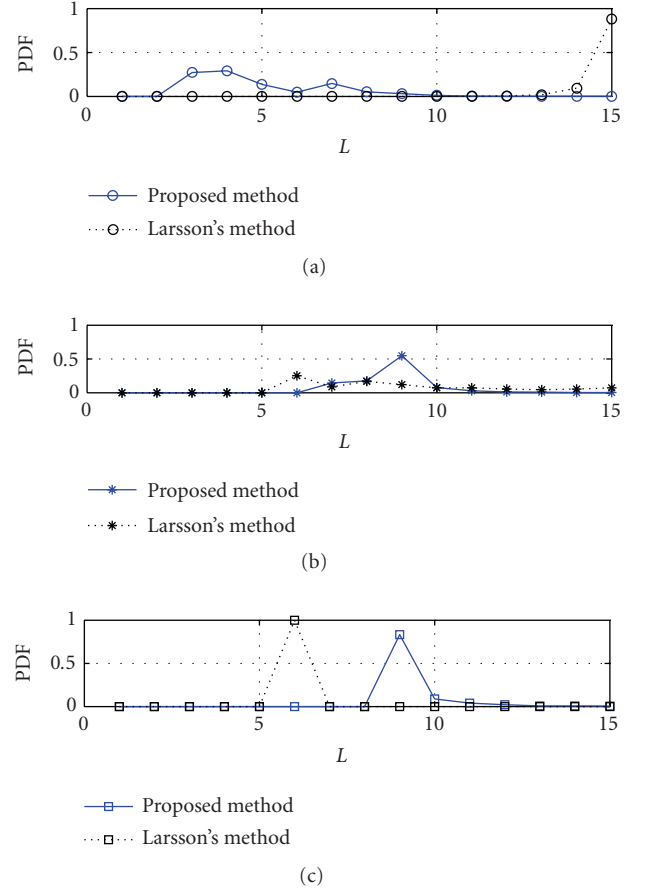 PDF
1
0.5
0
0 5 10 15
L
Proposed method
Larsson's method
(a)
PDF
1
0.5
0
0 5 10 15
L
Proposed method
Larsson's method
(b)
PDF
1
0.5
0
0 5 10 15
L
Proposed method
Larsson's method
(c)